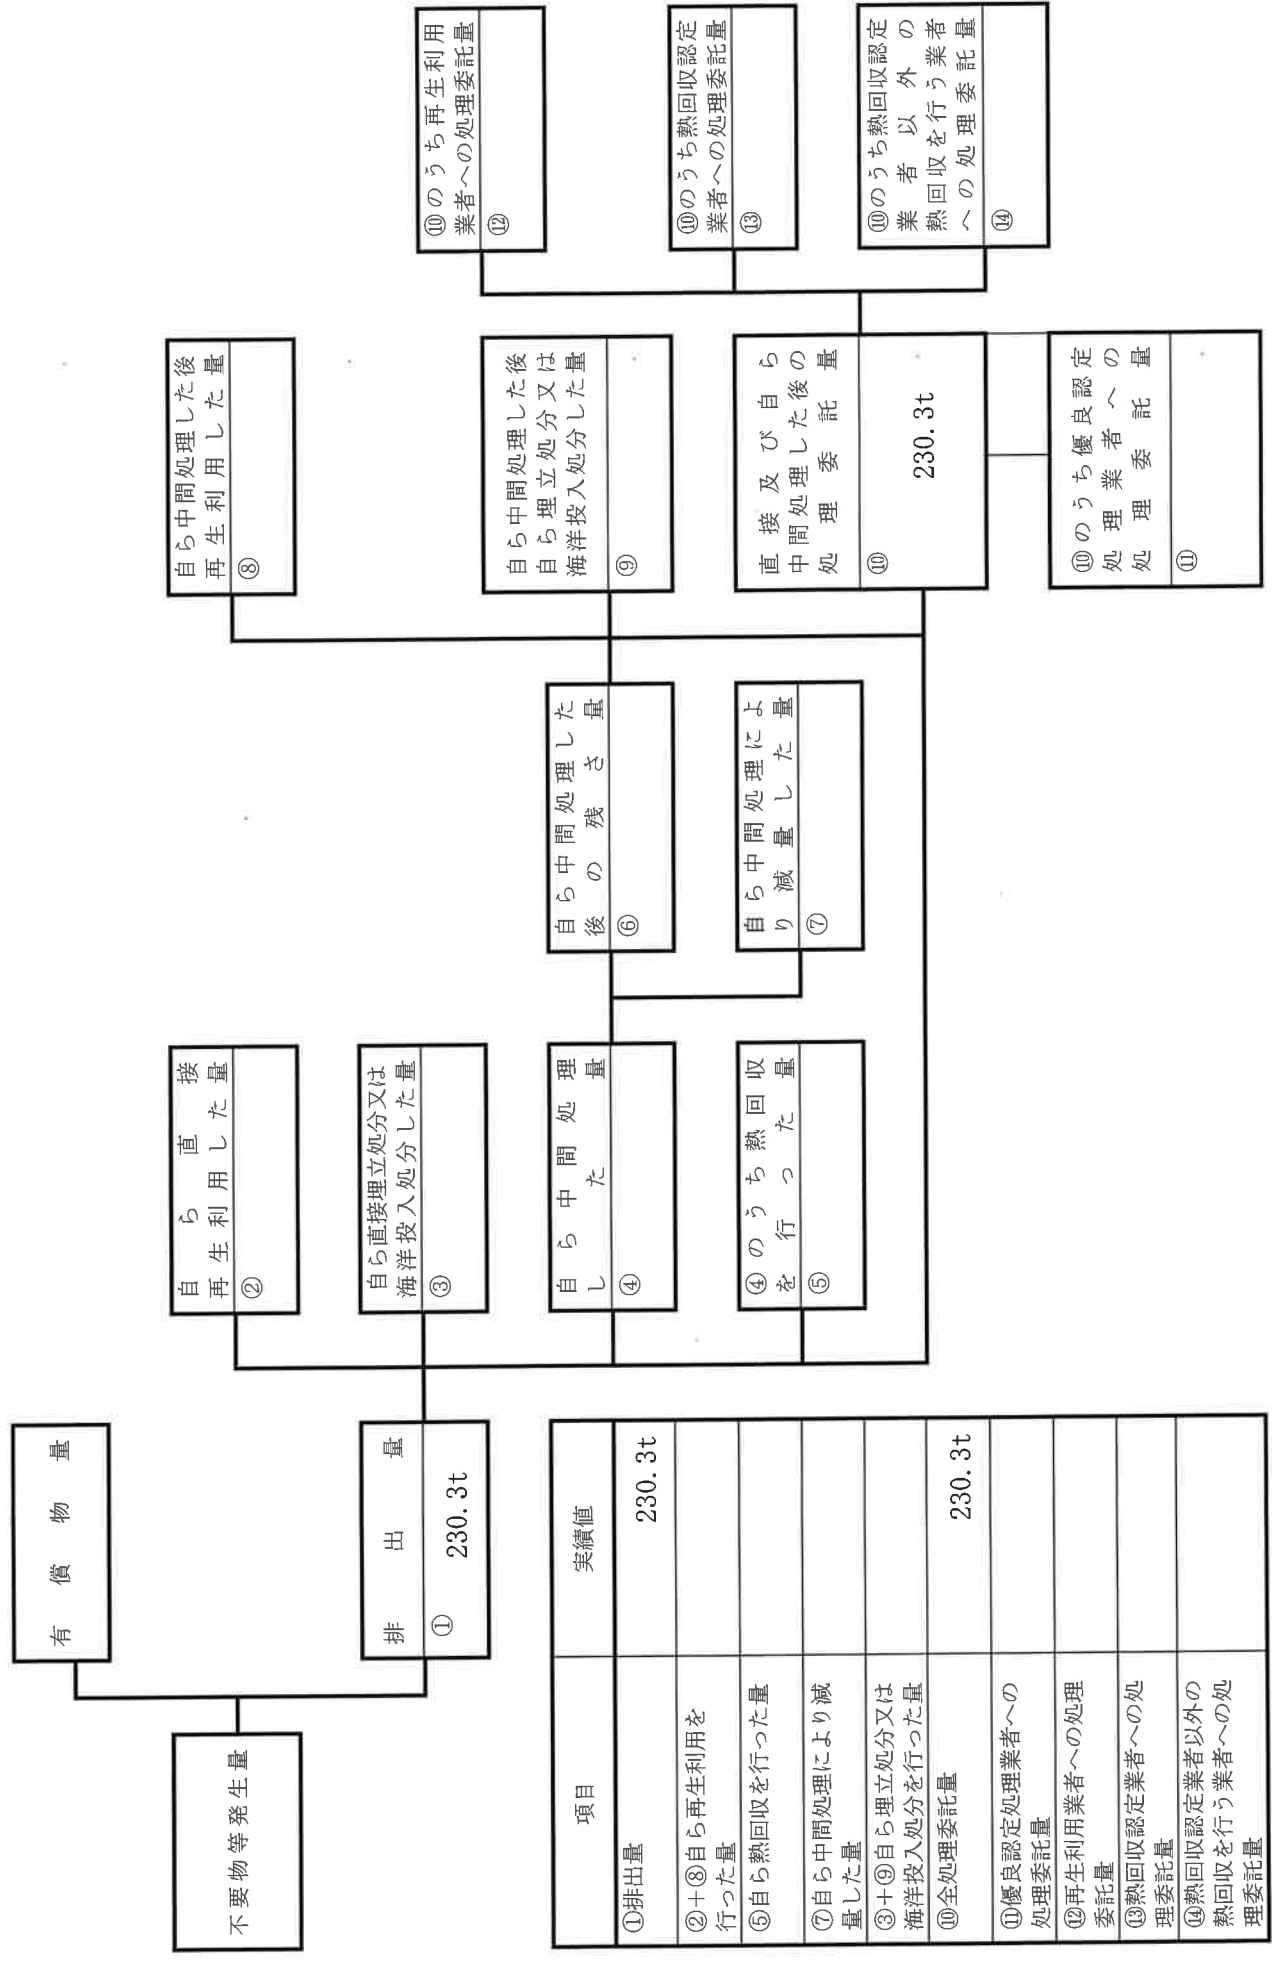 有償物量
不要物等発生量
排出量
①
230.3t
自ら直接
再生利用した量
②
自ら直接埋立処分又は
海洋投入処分した量
③
自ら中間処理
した量
④
④のうち熱回収
を行った量
⑤
自ら中間処理した
後の残さ量
⑥
自ら中間処理によ
り減量した量
⑦
自ら中間処理した後
再生利用した量
⑧
自ら中間処理した後
自ら埋立処分又は
海洋投入処分した量
⑨
直接及び自ら
中間処理した後の
処理委託量
⑩
230.3t
⑩のうち優良認定
処理業者への
処理委託量
⑪
⑩のうち再生利用
業者への処理委託量
⑫
⑩のうち熱回収認定
業者への処理委託量
⑬
⑩のうち熱回収認定
業者以外の
熱回収を行う業者
への処理委託量
⑭
項目 実績値
①排出量 230.3t
②+⑧自ら再生利用を
行った量
⑤自ら熱回収を行った量
⑦自ら中間処理により減
量した量
③+⑨自ら埋立処分又は
海洋投入処分を行った量
⑩全処理委託量 230.3t
⑪優良認定処理業者への
処理委託量
⑫再生利用業者への処理
委託量
⑬熱回収認定業者への処
理委託量
⑭熱回収認定業者以外の
熱回収を行う業者への処
理委託量